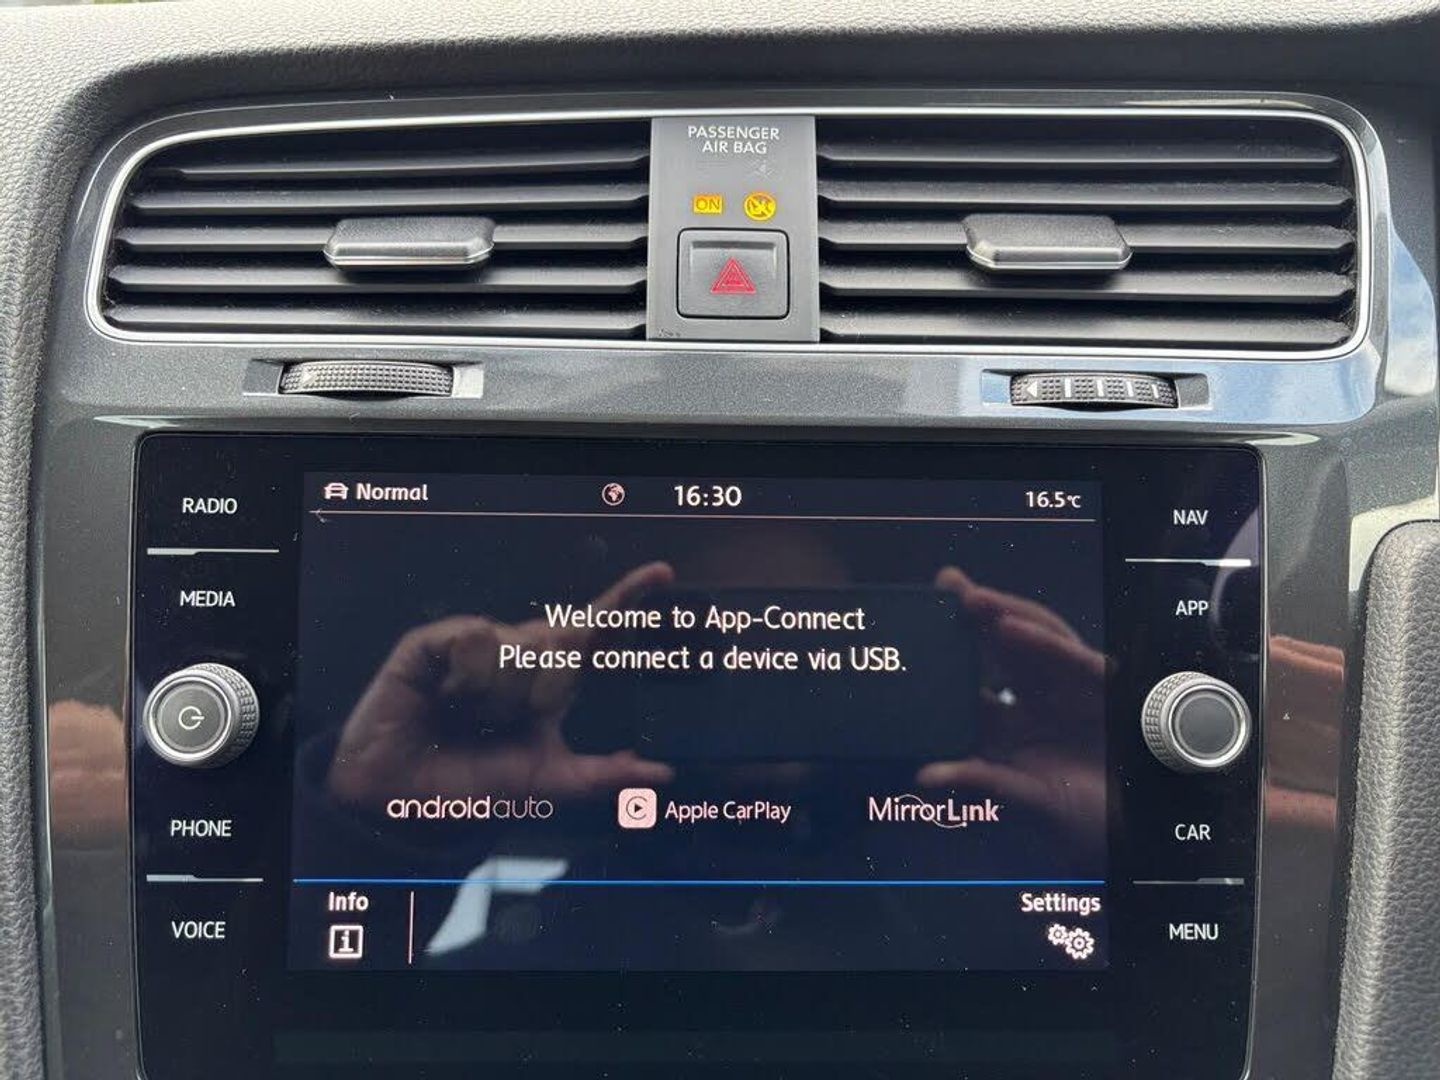 PASSENGER
AIR BAG
ON
Normal 16:30 16.5°C
RADIO
MEDIA
PHONE
VOICE
Welcome to App-Connect
Please connect a device via USB.
androidauto Apple CarPlay MirrorLink
Info Settings
NAV
APP
CAR
MENU